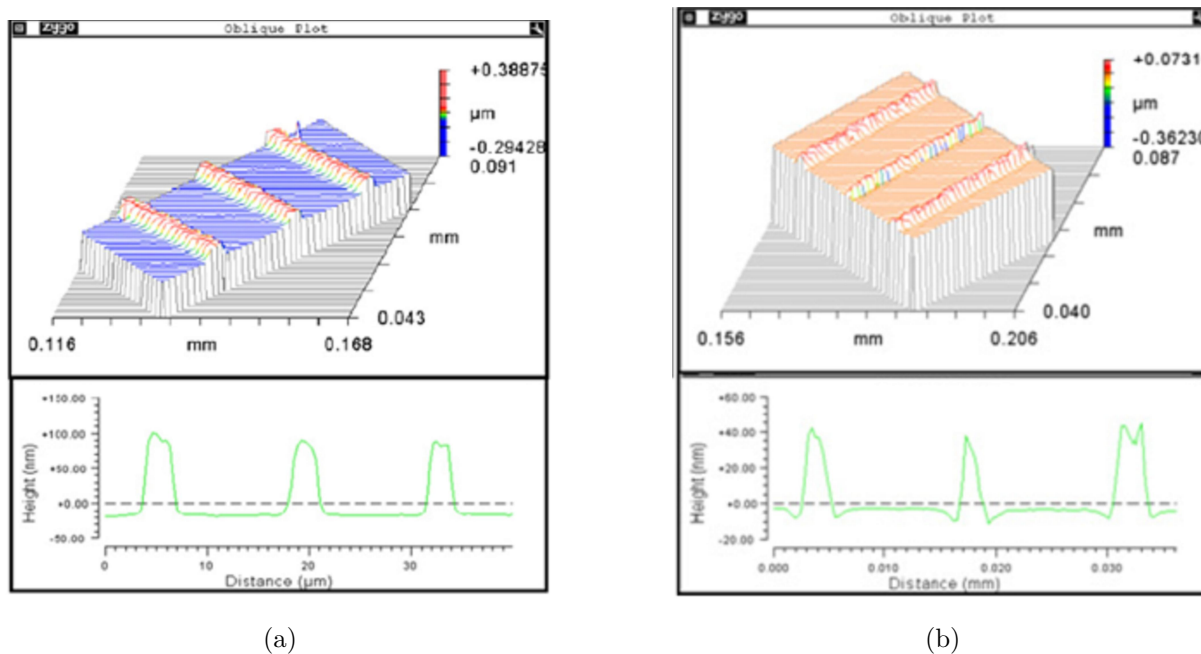 zygo Oblique Plot
+0.38875
µm
-0.29428
0.091
mm
0.043
0.116 mm 0.168
+150.00
+100.00
+50.00
+0.00
-50.00
Height (nm)
0 10 20 30
Distance (µm)
(a)
zygo Oblique Plot
+0.0731
µm
-0.3623
0.087
mm
0.040
0.156 mm 0.206
+60.00
+40.00
+20.00
+0.00
-20.00
Height (nm)
0.000 0.010 0.020 0.030
Distance (mm)
(b)